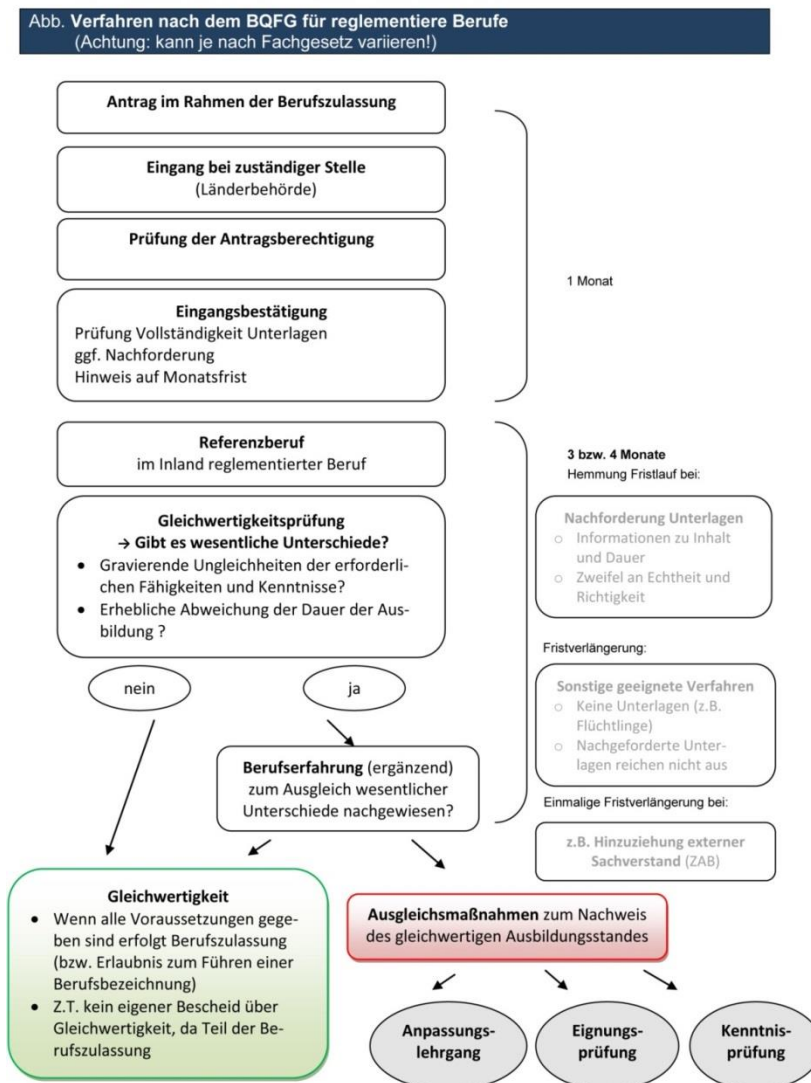 Abb. Verfahren nach dem BQFG für reglementiere Berufe
(Achtung: kann je nach Fachgesetz variieren!)
Antrag im Rahmen der Berufszulassung
Eingang bei zuständiger Stelle
(Länderbehörde)
Prüfung der Antragsberechtigung
1 Monat
Eingangsbestätigung
Prüfung Vollständigkeit Unterlagen
ggf. Nachforderung
Hinweis auf Monatsfrist
Referenzberuf
im Inland reglementierter Beruf
Gleichwertigkeitsprüfung
→ Gibt es wesentliche Unterschiede?
• Gravierende Ungleichheiten der erforderli-
chen Fähigkeiten und Kenntnisse?
• Erhebliche Abweichung der Dauer der Aus-
bildung ?
3 bzw. 4 Monate
Hemmung Fristlauf bei:
Nachforderung Unterlagen
o Informationen zu Inhalt
und Dauer
o Zweifel an Echtheit und
Richtigkeit
Fristverlängerung:
Sonstige geeignete Verfahren
o Keine Unterlagen (z.B.
Flüchtlinge)
o Nachgeforderte Unter-
lagen reichen nicht aus
Einmalige Fristverlängerung bei:
z.B. Hinzuziehung externer
Sachverstand (ZAB)
nein
ja
Berufserfahrung (ergänzend)
zum Ausgleich wesentlicher
Unterschiede nachgewiesen?
Gleichwertigkeit
• Wenn alle Voraussetzungen gege-
ben sind erfolgt Berufszulassung
(bzw. Erlaubnis zum Führen einer
Berufsbezeichnung)
• Z.T. kein eigener Bescheid über
Gleichwertigkeit, da Teil der Be-
rufszulassung
Ausgleichsmaßnahmen zum Nachweis
des gleichwertigen Ausbildungsstandes
Anpassungs-
lehrgang
Eignungs-
prüfung
Kenntnis-
prüfung